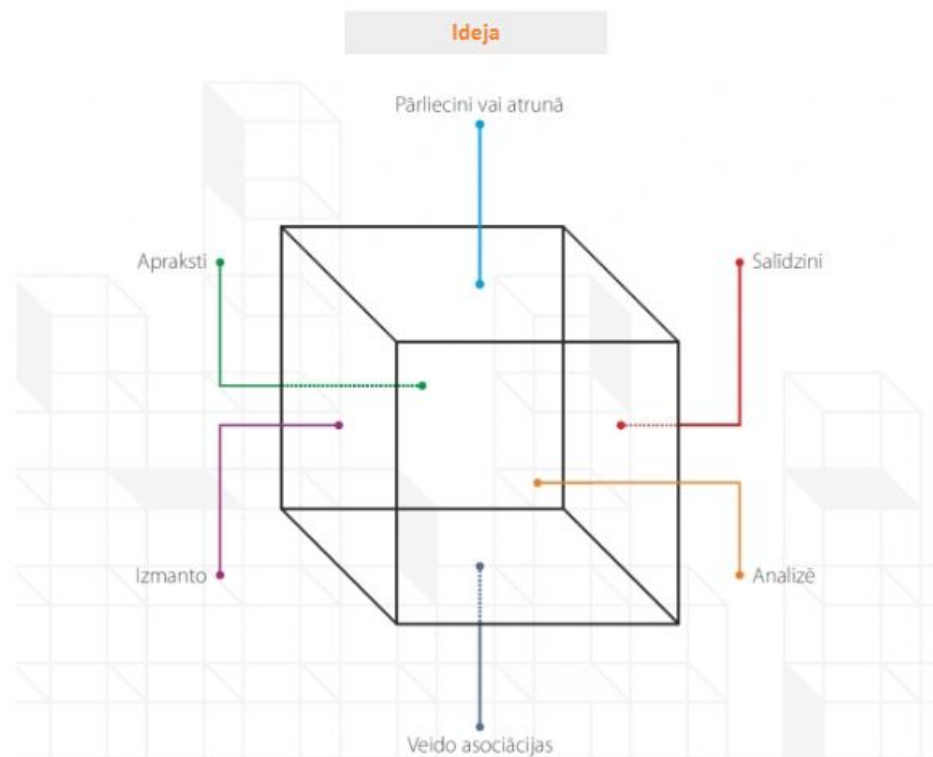 Ideja
Pārliecini vai atrunā
Apraksti
Salīdzini
Izmanto
Analizē
Veido asociācijas